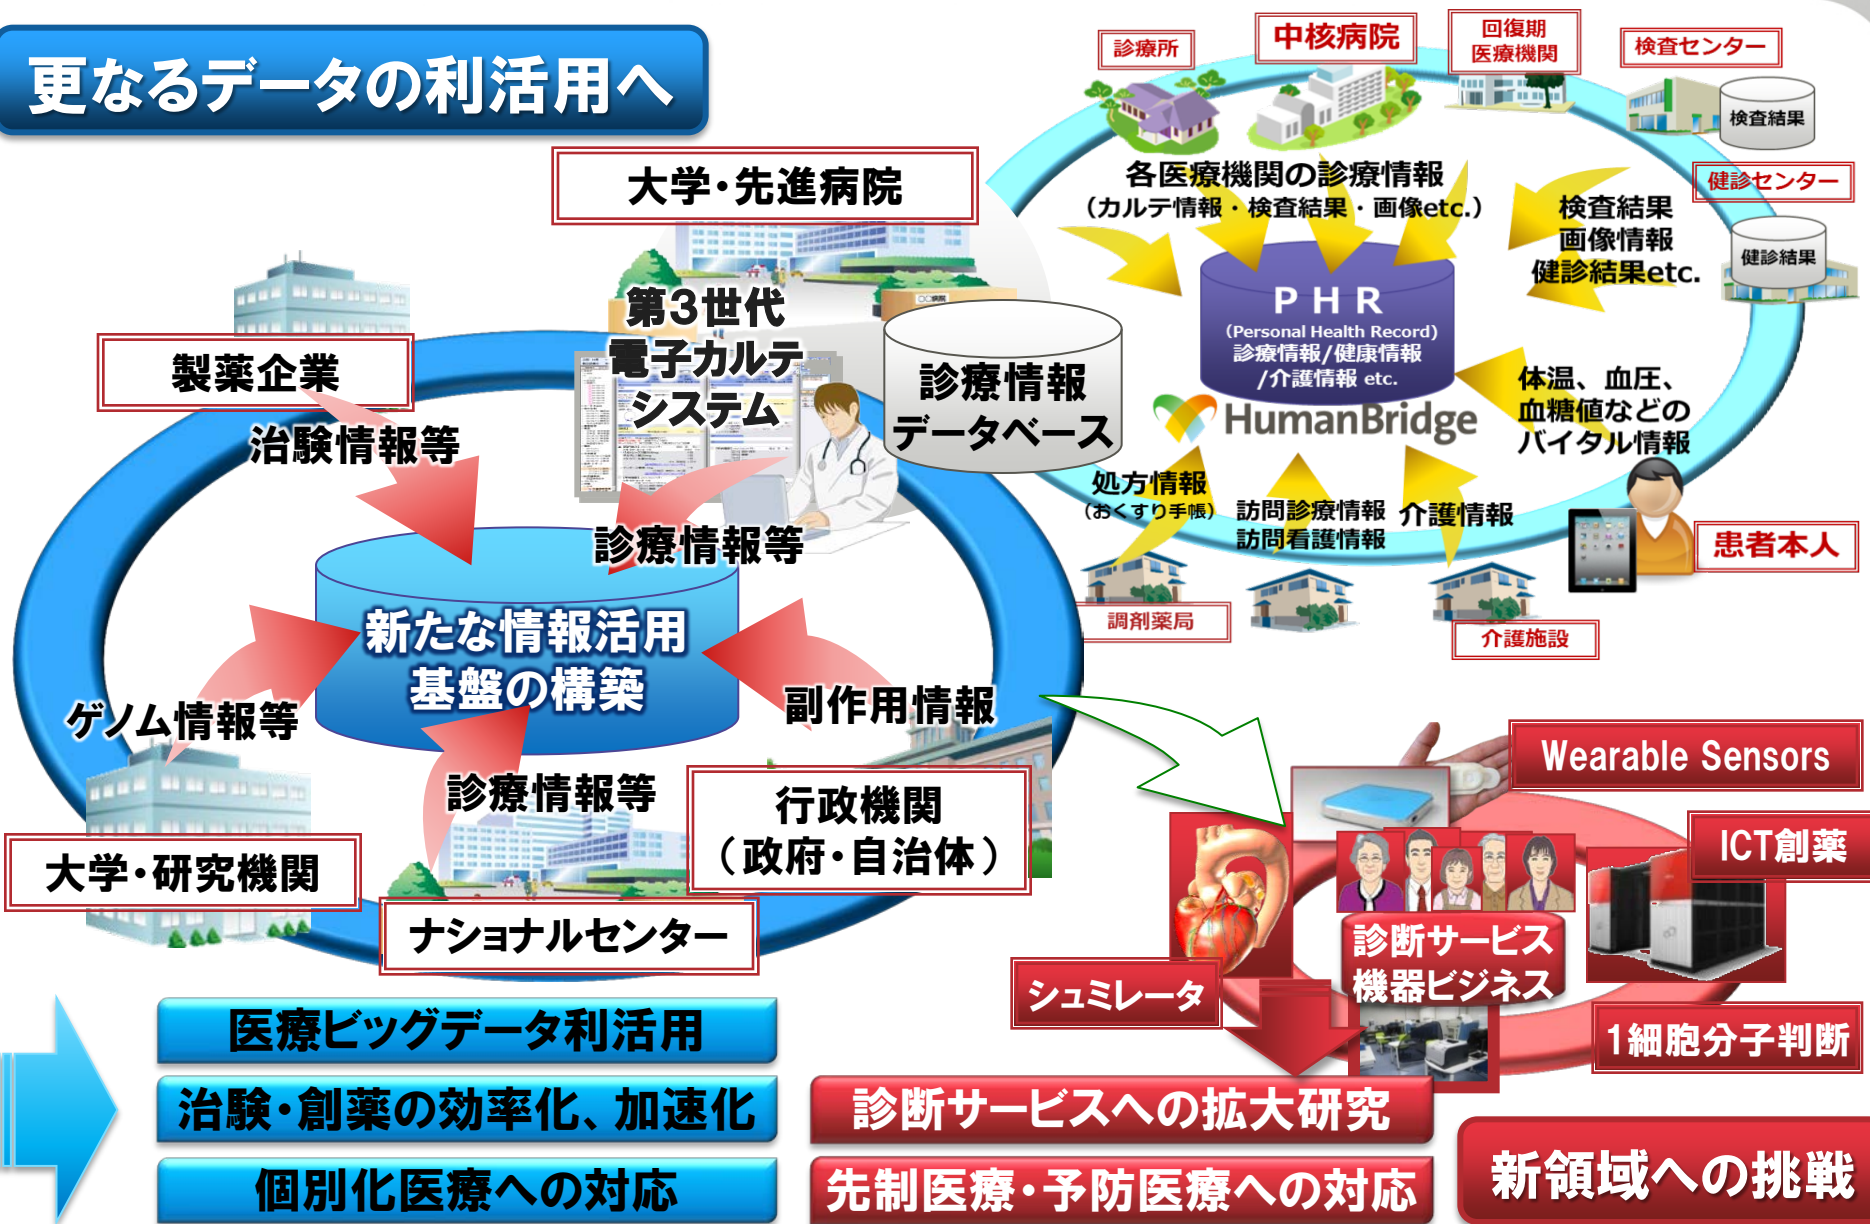 更なるデータの利活用へ
診療所
中核病院
回復期
医療機関
検査センター
検査結果
健診センター
健診結果
各医療機関の診療情報
（カルテ情報・検査結果・画像etc.）
検査結果
画像情報
健診結果etc.
ＰＨＲ
（Personal Health Record）
診療情報/健康情報
/介護情報 etc.
HumanBridge
体温、血圧、
血糖値などの
バイタル情報
処方情報
（おくすり手帳）
訪問診療情報
訪問看護情報
介護情報
患者本人
調剤薬局
介護施設
大学・先進病院
〇〇病院
第３世代
電子カルテ
システム
診療情報
データベース
製薬企業
治験情報等
診療情報等
新たな情報活用
基盤の構築
ゲノム情報等
副作用情報
診療情報等
大学・研究機関
ナショナルセンター
行政機関
（政府・自治体）
Wearable Sensors
ICT創薬
診断サービス
機器ビジネス
シュミレータ
1細胞分子判断
医療ビッグデータ利活用
治験・創薬の効率化、加速化
個別化医療への対応
診断サービスへの拡大研究
先制医療・予防医療への対応
新領域への挑戦